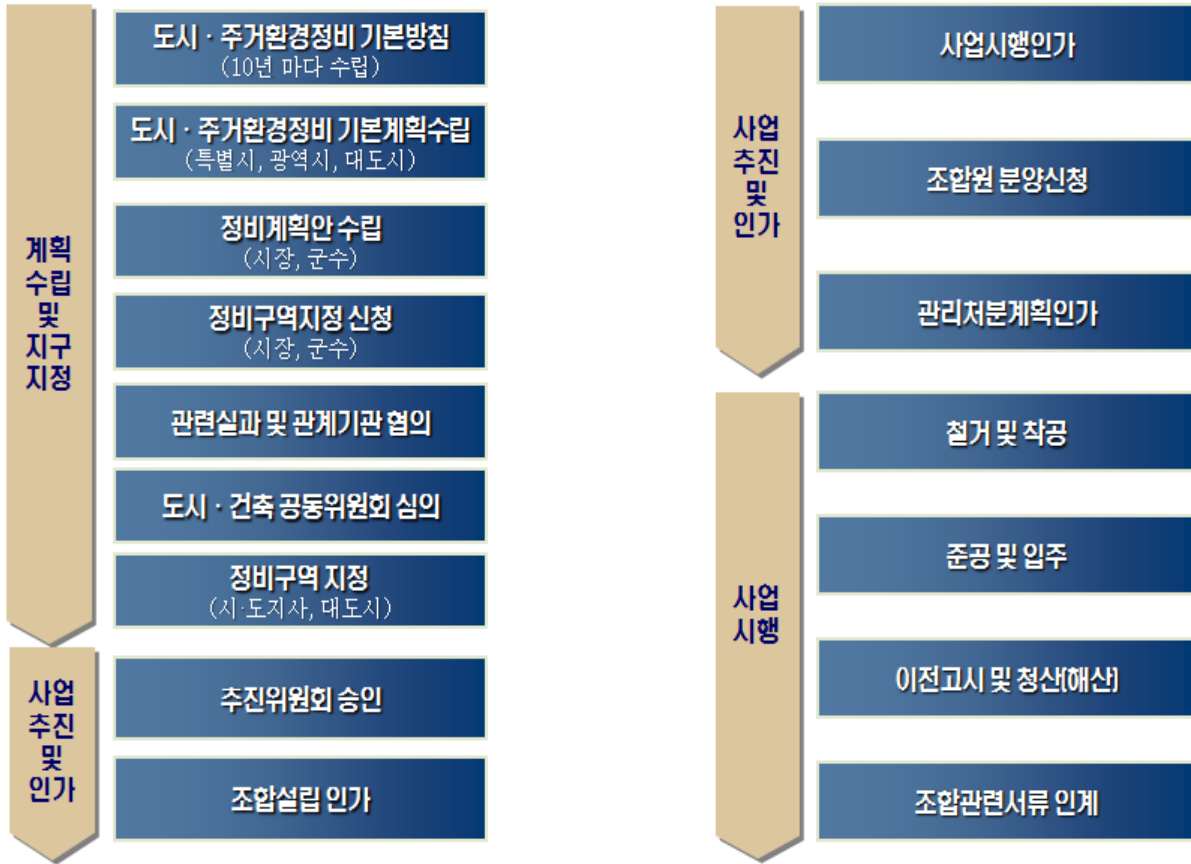 계획
수립
및
지구
지정
도시 · 주거환경정비 기본방침
(10년 마다 수립)
도시 · 주거환경정비 기본계획수립
(특별시, 광역시, 대도시)
정비계획안 수립
(시장, 군수)
정비구역지정 신청
(시장, 군수)
관련실과 및 관계기관 협의
도시 · 건축 공동위원회 심의
정비구역 지정
(시·도지사, 대도시)
사업
추진
및
인가
추진위원회 승인
조합설립 인가
사업
추진
및
인가
사업시행인가
조합원 분양신청
관리처분계획인가
사업
시행
철거 및 착공
준공 및 입주
이전고시 및 청산(해산)
조합관련서류 인계